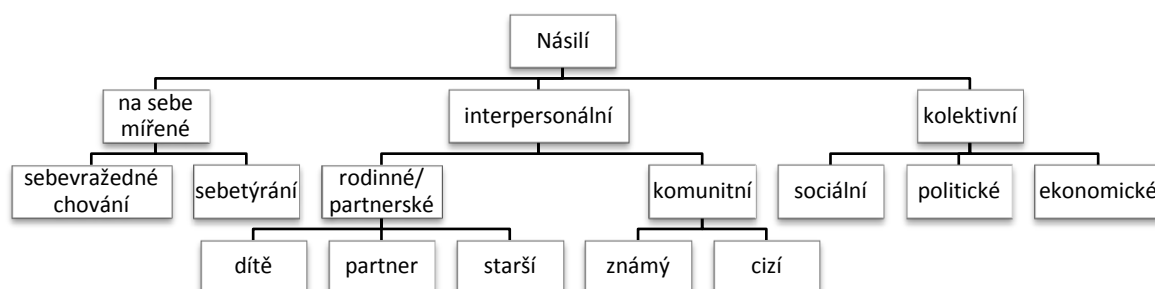 Násilí
na sebe
mířené
interpersonální
kolektivní
sebevražedné
chování
sebetýrání
rodinné/
partnerské
komunitní
sociální
politické
ekonomické
dítě
partner
starší
známý
cizí